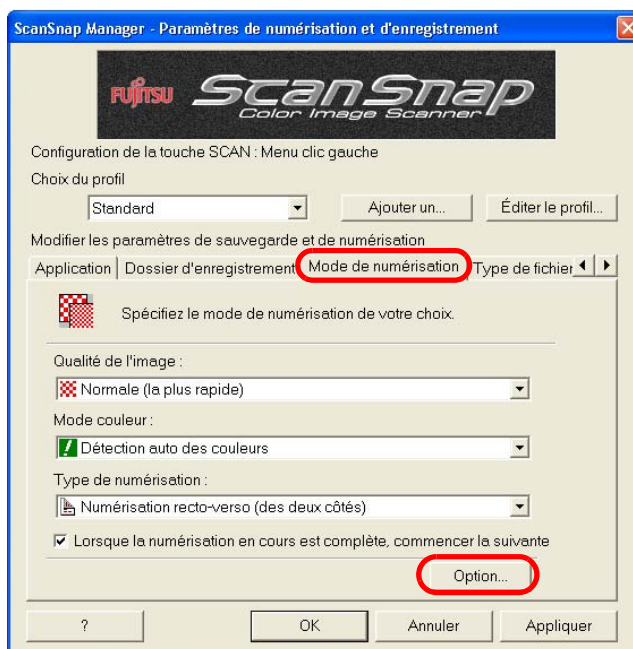 ScanSnap Manager - Paramètres de numérisation et d'enregistrement
FUJITSU ScanSnap
Color Image Scanner
Configuration de la touche SCAN : Menu clic gauche
Choix du profil
Standard Ajouter un... Éditer le profil...
Modifier les paramètres de sauvegarde et de numérisation
Application Dossier d'enregistrement Mode de numérisation Type de fichier
Spécifiez le mode de numérisation de votre choix.
Qualité de l'image :
Normale (la plus rapide)
Mode couleur :
Détection auto des couleurs
Type de numérisation :
Numérisation recto-verso (des deux côtés)
Lorsque la numérisation en cours est complète, commencer la suivante
Option...
? OK Annuler Appliquer